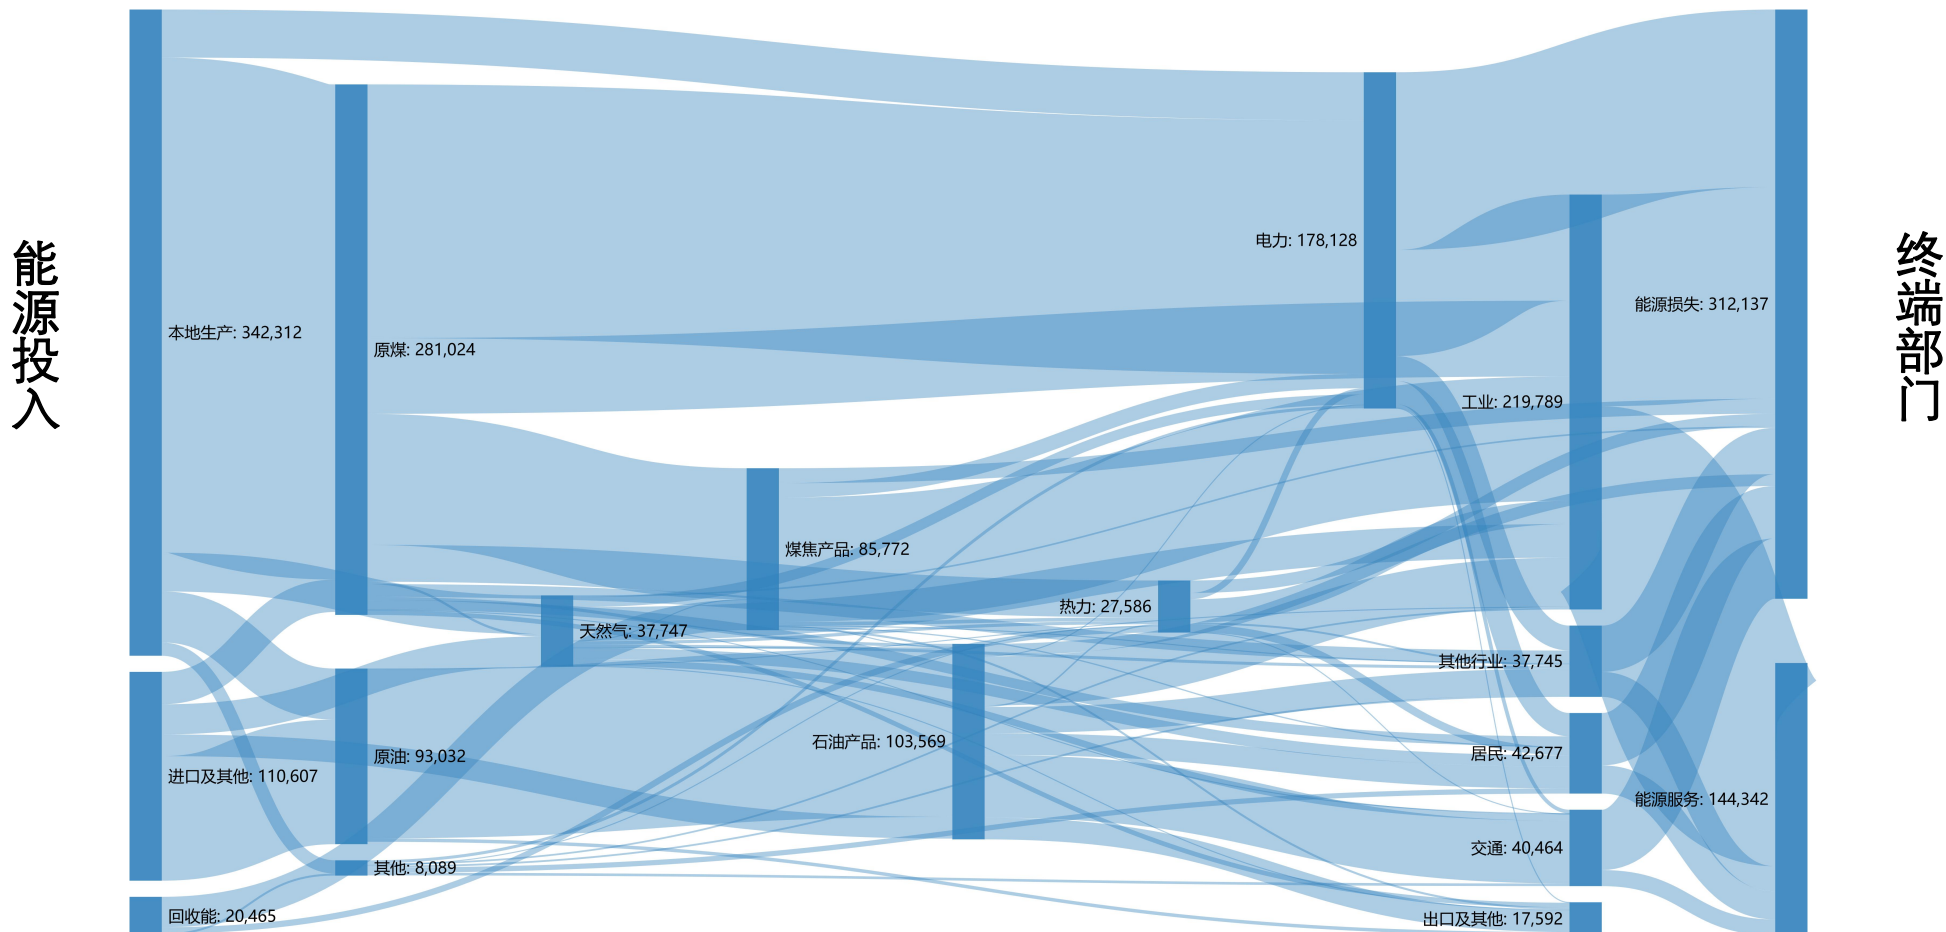 能源投入
本地生产: 342,312
进口及其他: 110,607
回收能: 20,465
原煤: 281,024
原油: 93,032
其他: 8,089
天然气: 37,747
煤焦产品: 85,772
石油产品: 103,569
热力: 27,586
电力: 178,128
工业: 219,789
其他行业: 37,745
居民: 42,677
交通: 40,464
出口及其他: 17,592
能源损失: 312,137
能源服务: 144,342
终端部门